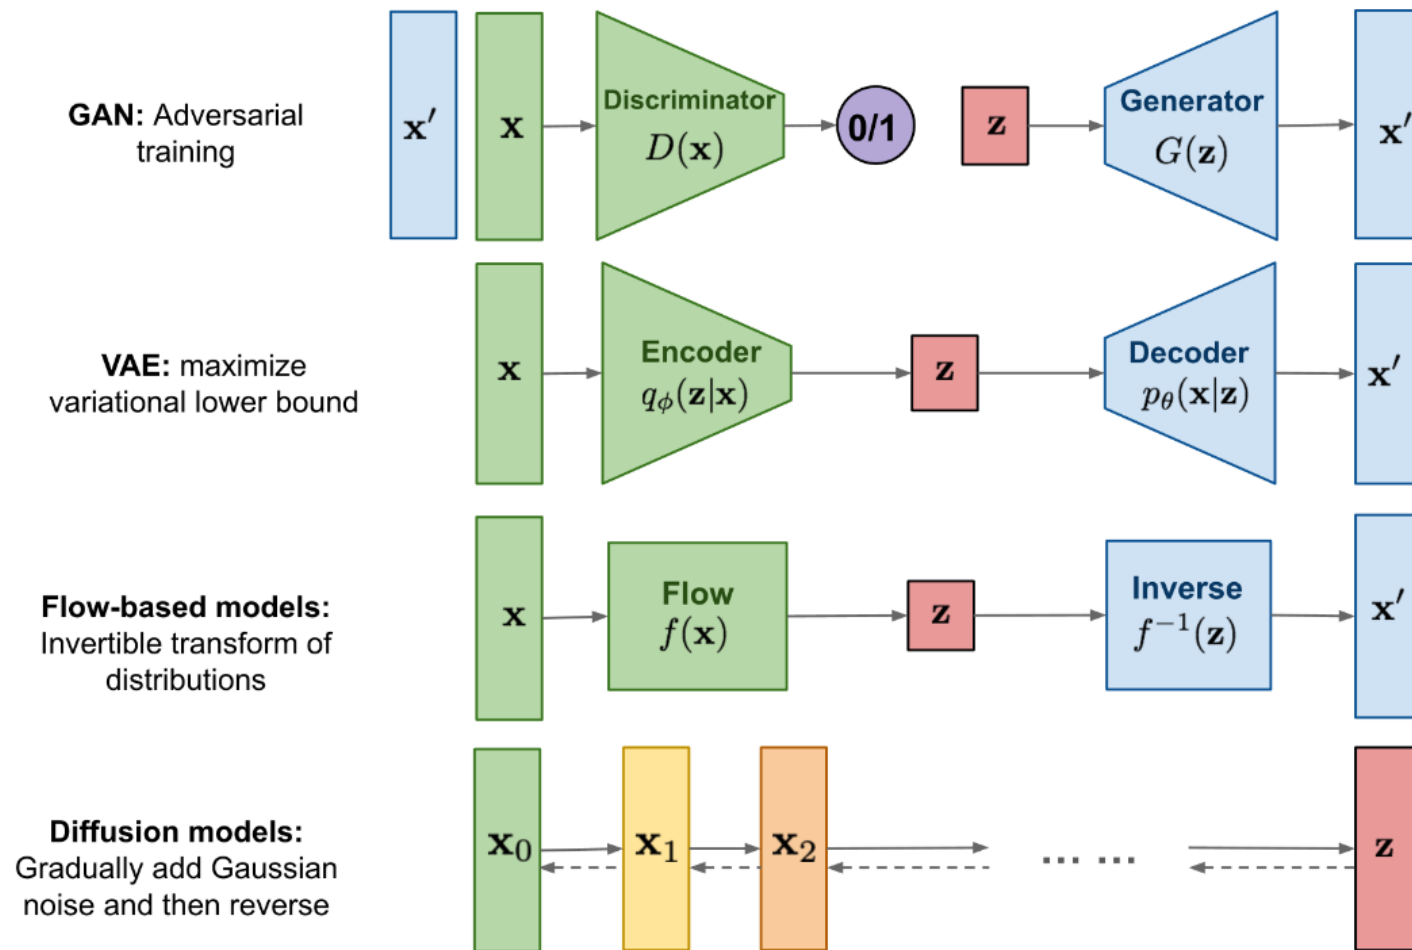 GAN: Adversarial
training
x′
x
Discriminator
D(x)
0/1
z
Generator
G(z)
x′
VAE: maximize
variational lower bound
x
Encoder
qϕ(z|x)
z
Decoder
pθ(x|z)
x′
Flow-based models:
Invertible transform of
distributions
x
Flow
f(x)
z
Inverse
f⁻¹(z)
x′
Diffusion models:
Gradually add Gaussian
noise and then reverse
x₀
x₁
x₂
... ...
z